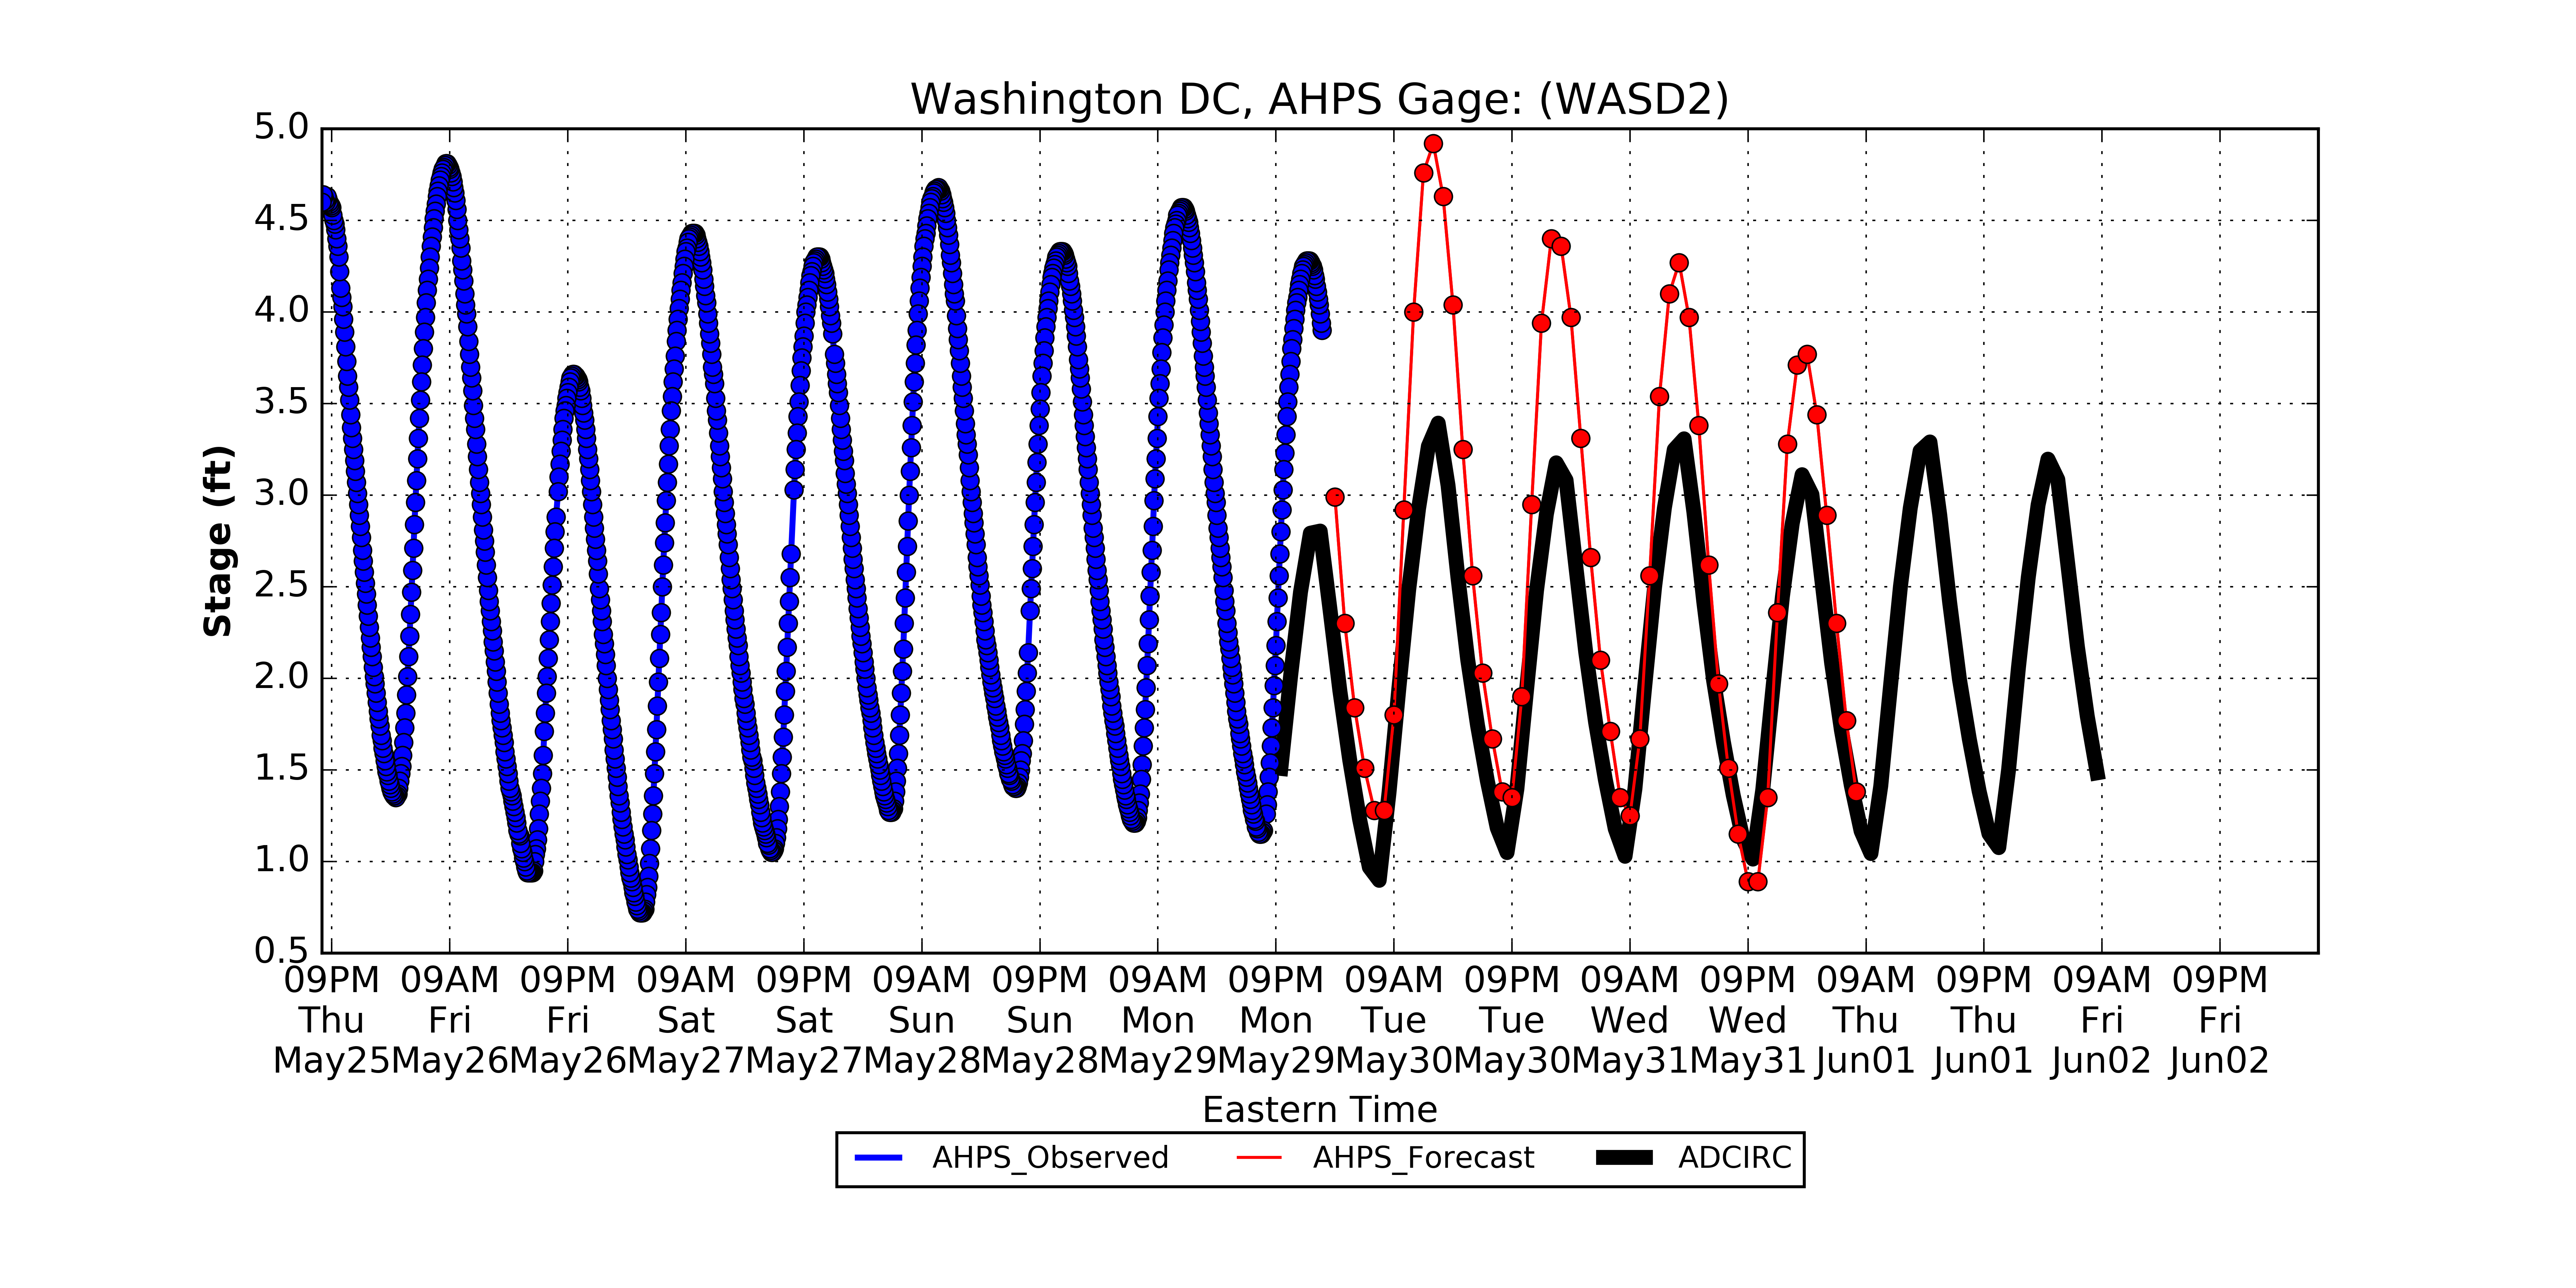 Washington DC, AHPS Gage: (WASD2)
5.0
4.5
4.0
3.5
3.0
2.5
2.0
1.5
1.0
0.5
Stage (ft)
09PM 09AM 09PM 09AM 09PM 09AM 09PM 09AM 09PM 09AM 09PM 09AM 09PM 09AM 09PM 09AM 09PM
Thu Fri Fri Sat Sat Sun Sun Mon Mon Tue Tue Wed Wed Thu Thu Fri Fri
May25 May26 May26 May27 May27 May28 May28 May29 May29 May30 May30 May31 May31 Jun01 Jun01 Jun02 Jun02
Eastern Time
AHPS_Observed AHPS_Forecast ADCIRC